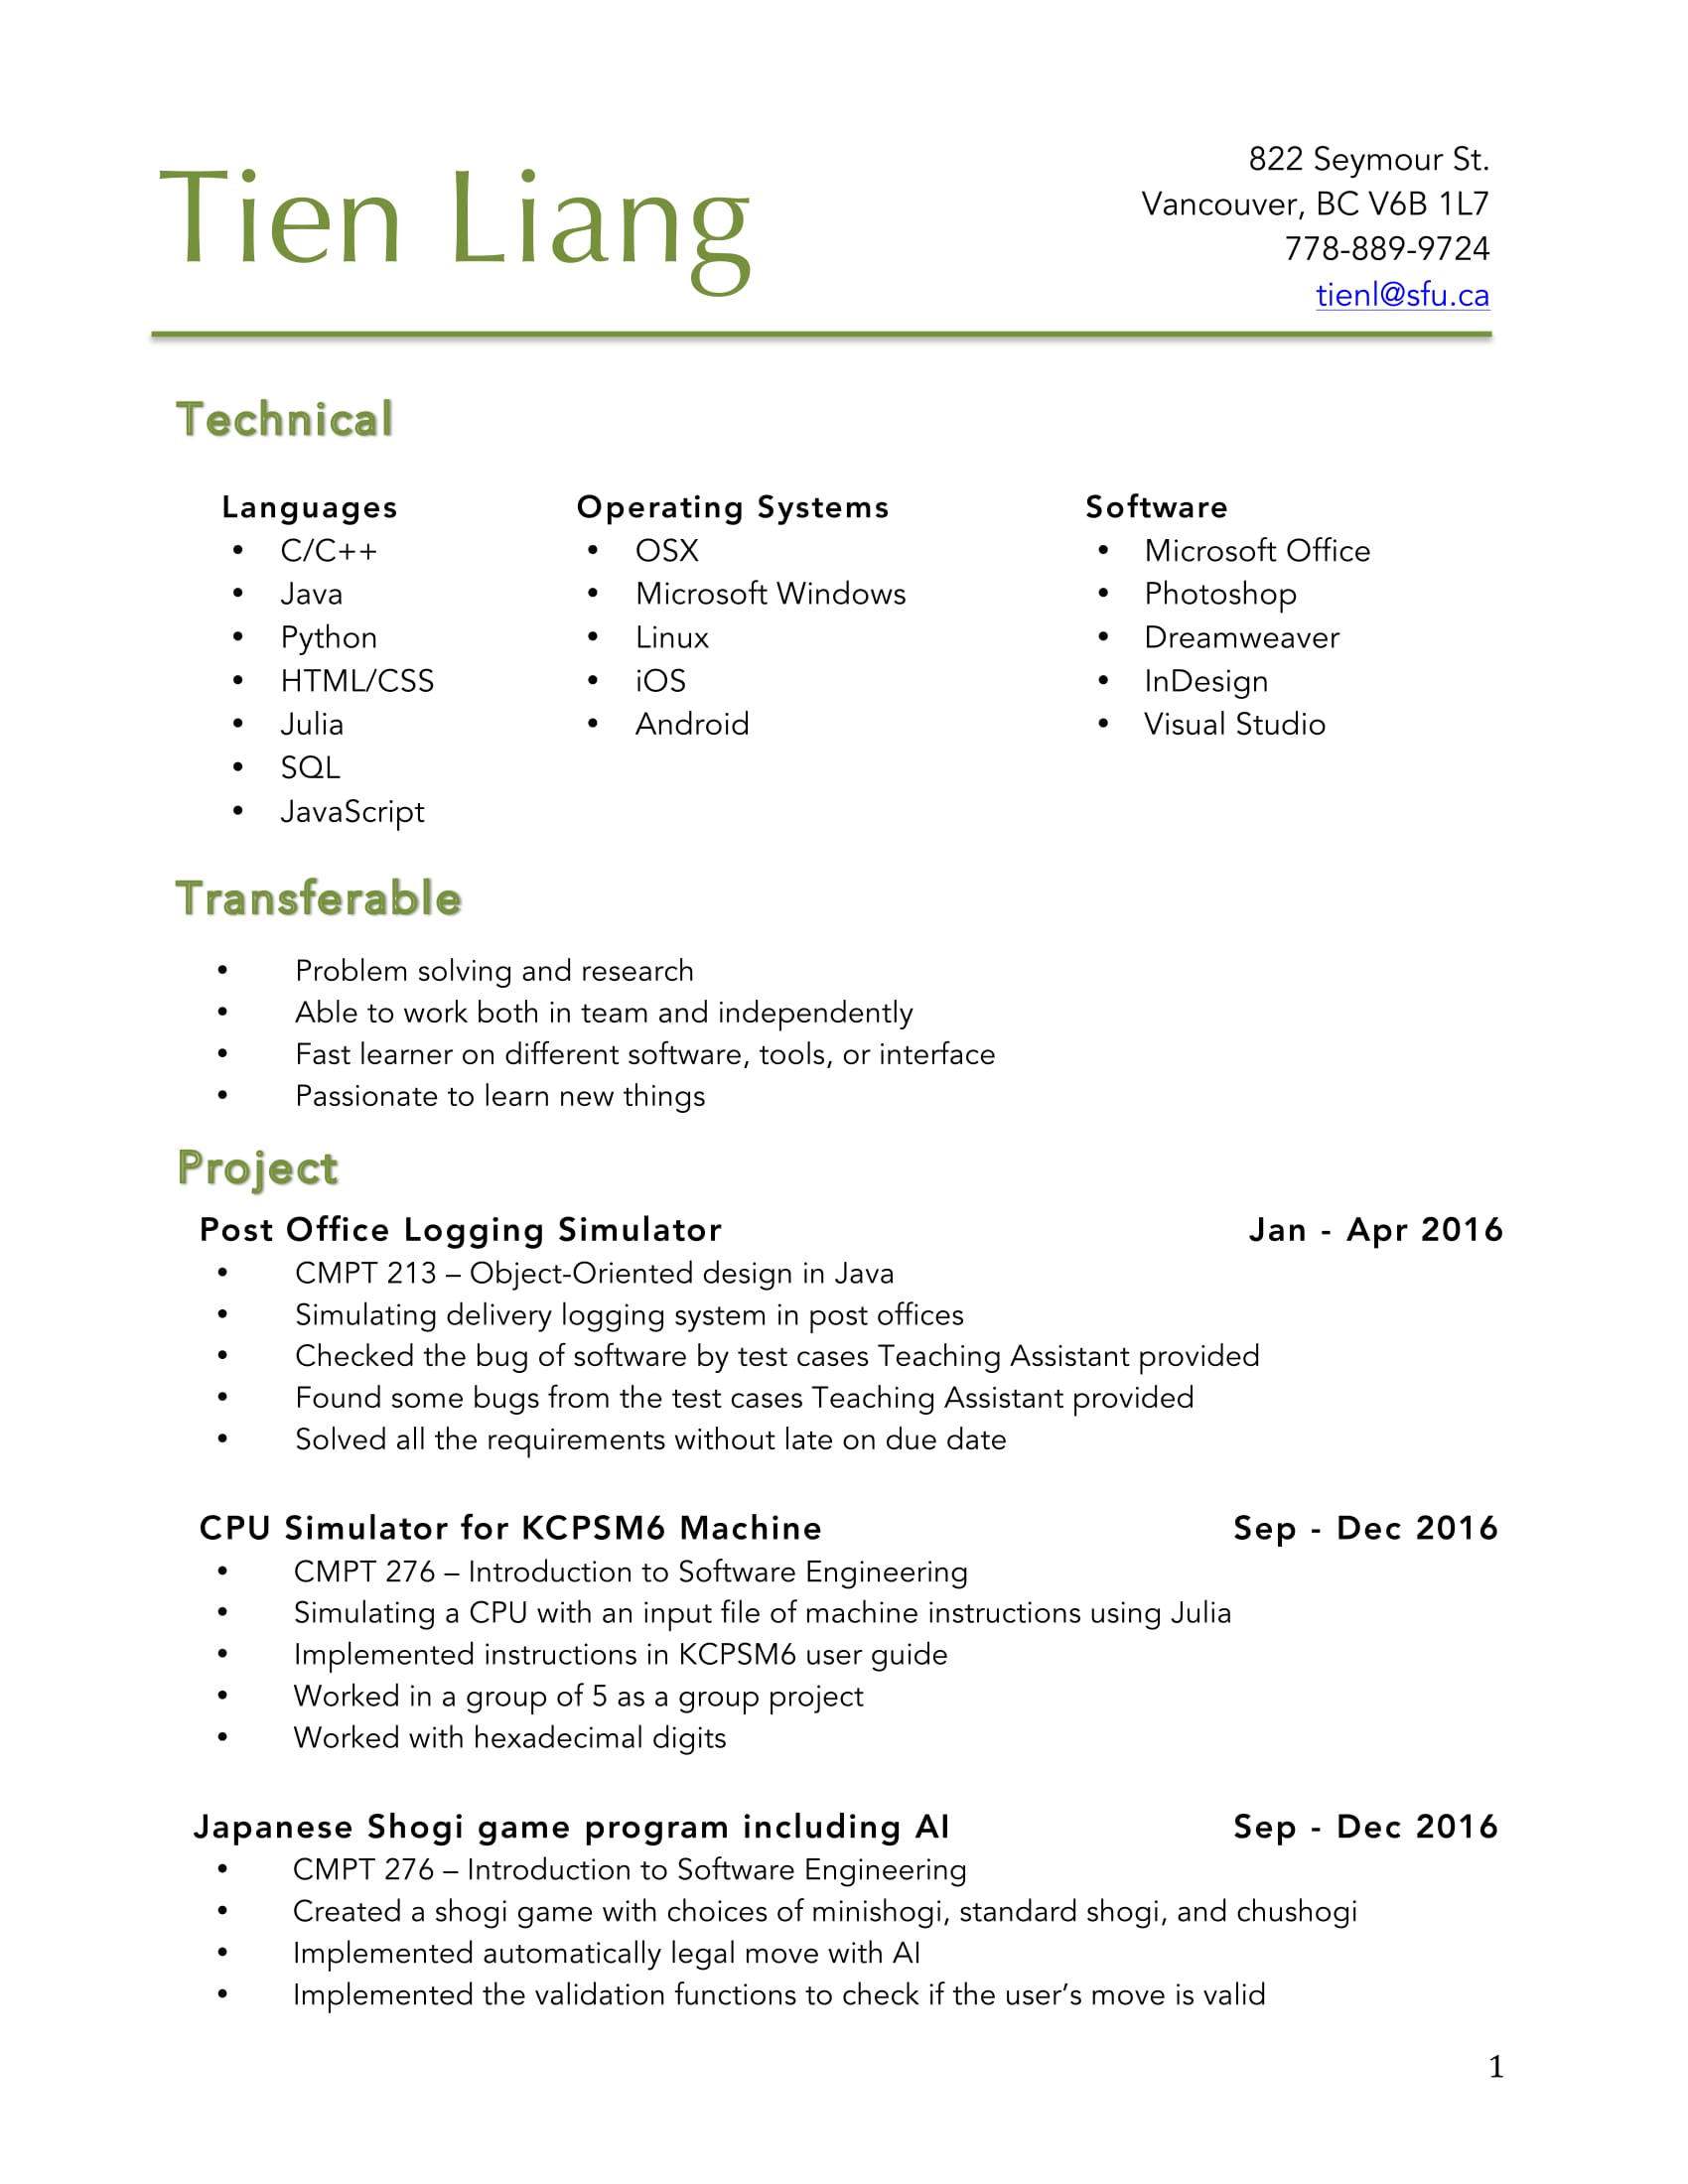 Tien Liang
822 Seymour St.
Vancouver, BC V6B 1L7
778-889-9724
tienl@sfu.ca
Technical
Languages
• C/C++
• Java
• Python
• HTML/CSS
• Julia
• SQL
• JavaScript
Operating Systems
• OSX
• Microsoft Windows
• Linux
• iOS
• Android
Software
• Microsoft Office
• Photoshop
• Dreamweaver
• InDesign
• Visual Studio
Transferable
• Problem solving and research
• Able to work both in team and independently
• Fast learner on different software, tools, or interface
• Passionate to learn new things
Project
Post Office Logging Simulator Jan - Apr 2016
• CMPT 213 – Object-Oriented design in Java
• Simulating delivery logging system in post offices
• Checked the bug of software by test cases Teaching Assistant provided
• Found some bugs from the test cases Teaching Assistant provided
• Solved all the requirements without late on due date
CPU Simulator for KCPSM6 Machine Sep - Dec 2016
• CMPT 276 – Introduction to Software Engineering
• Simulating a CPU with an input file of machine instructions using Julia
• Implemented instructions in KCPSM6 user guide
• Worked in a group of 5 as a group project
• Worked with hexadecimal digits
Japanese Shogi game program including AI Sep - Dec 2016
• CMPT 276 – Introduction to Software Engineering
• Created a shogi game with choices of minishogi, standard shogi, and chushogi
• Implemented automatically legal move with AI
• Implemented the validation functions to check if the user’s move is valid
1